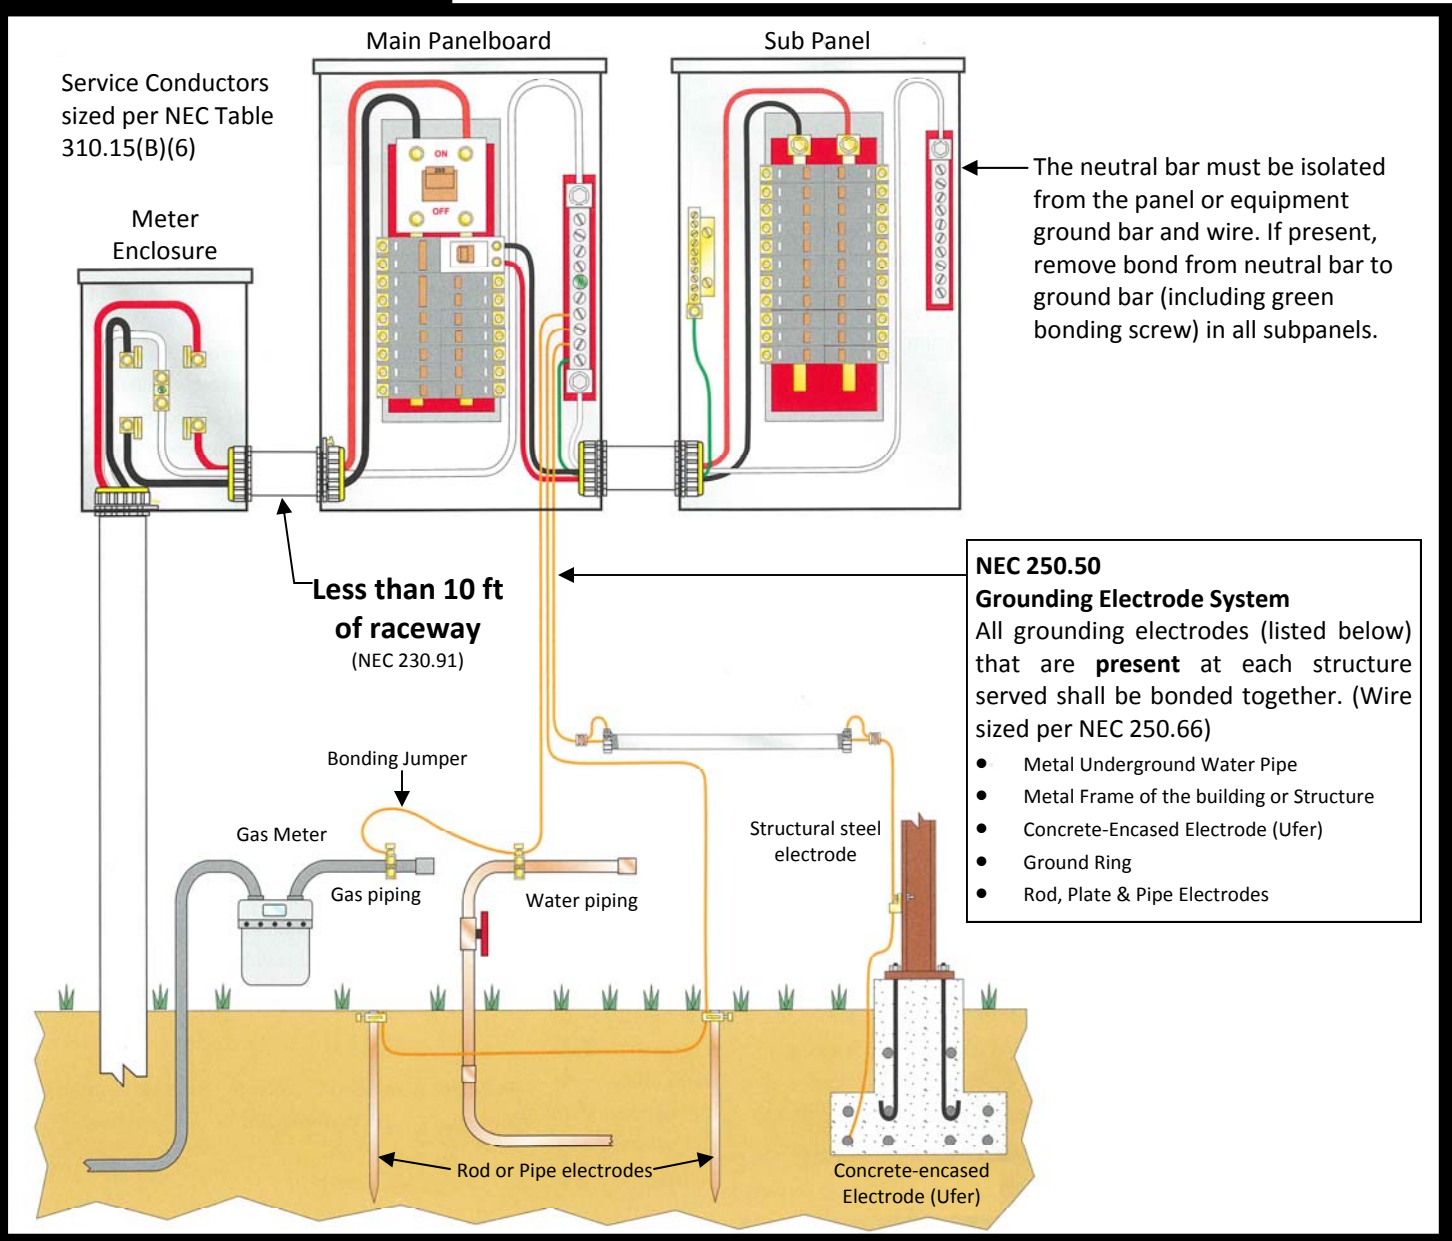 Main Panelboard
Sub Panel
Service Conductors
sized per NEC Table
310.15(B)(6)
Meter
Enclosure
ON
OFF
The neutral bar must be isolated
from the panel or equipment
ground bar and wire. If present,
remove bond from neutral bar to
ground bar (including green
bonding screw) in all subpanels.
Less than 10 ft
of raceway
(NEC 230.91)
NEC 250.50
Grounding Electrode System
All grounding electrodes (listed below)
that are present at each structure
served shall be bonded together. (Wire
sized per NEC 250.66)
• Metal Underground Water Pipe
• Metal Frame of the building or Structure
• Concrete-Encased Electrode (Ufer)
• Ground Ring
• Rod, Plate & Pipe Electrodes
Bonding Jumper
Gas Meter
Gas piping
Water piping
Structural steel
electrode
Rod or Pipe electrodes
Concrete-encased
Electrode (Ufer)